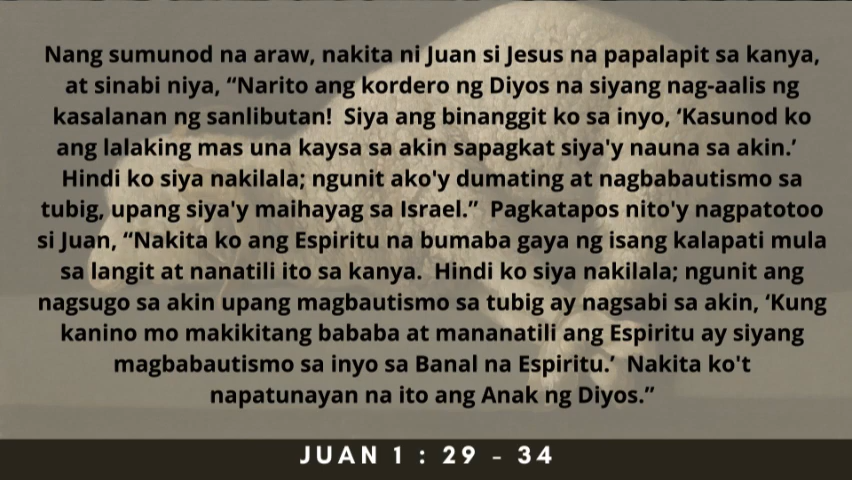 Nang sumunod na araw, nakita ni Juan si Jesus na papalapit sa kanya,
at sinabi niya, “Narito ang kordero ng Diyos na siyang nag-aalis ng
kasalanan ng sanlibutan!  Siya ang binanggit ko sa inyo, ‘Kasunod ko
ang lalaking mas una kaysa sa akin sapagkat siya'y nauna sa akin.’
Hindi ko siya nakilala; ngunit ako'y dumating at nagbabautismo sa
tubig, upang siya'y maihayag sa Israel.”  Pagkatapos nito'y nagpatotoo
si Juan, “Nakita ko ang Espiritu na bumaba gaya ng isang kalapati mula
sa langit at nanatili ito sa kanya.  Hindi ko siya nakilala; ngunit ang
nagsugo sa akin upang magbautismo sa tubig ay nagsabi sa akin, ‘Kung
kanino mo makikitang bababa at mananatili ang Espiritu ay siyang
magbabautismo sa inyo sa Banal na Espiritu.’  Nakita ko't
napatunayan na ito ang Anak ng Diyos.”
JUAN 1 : 29 - 34